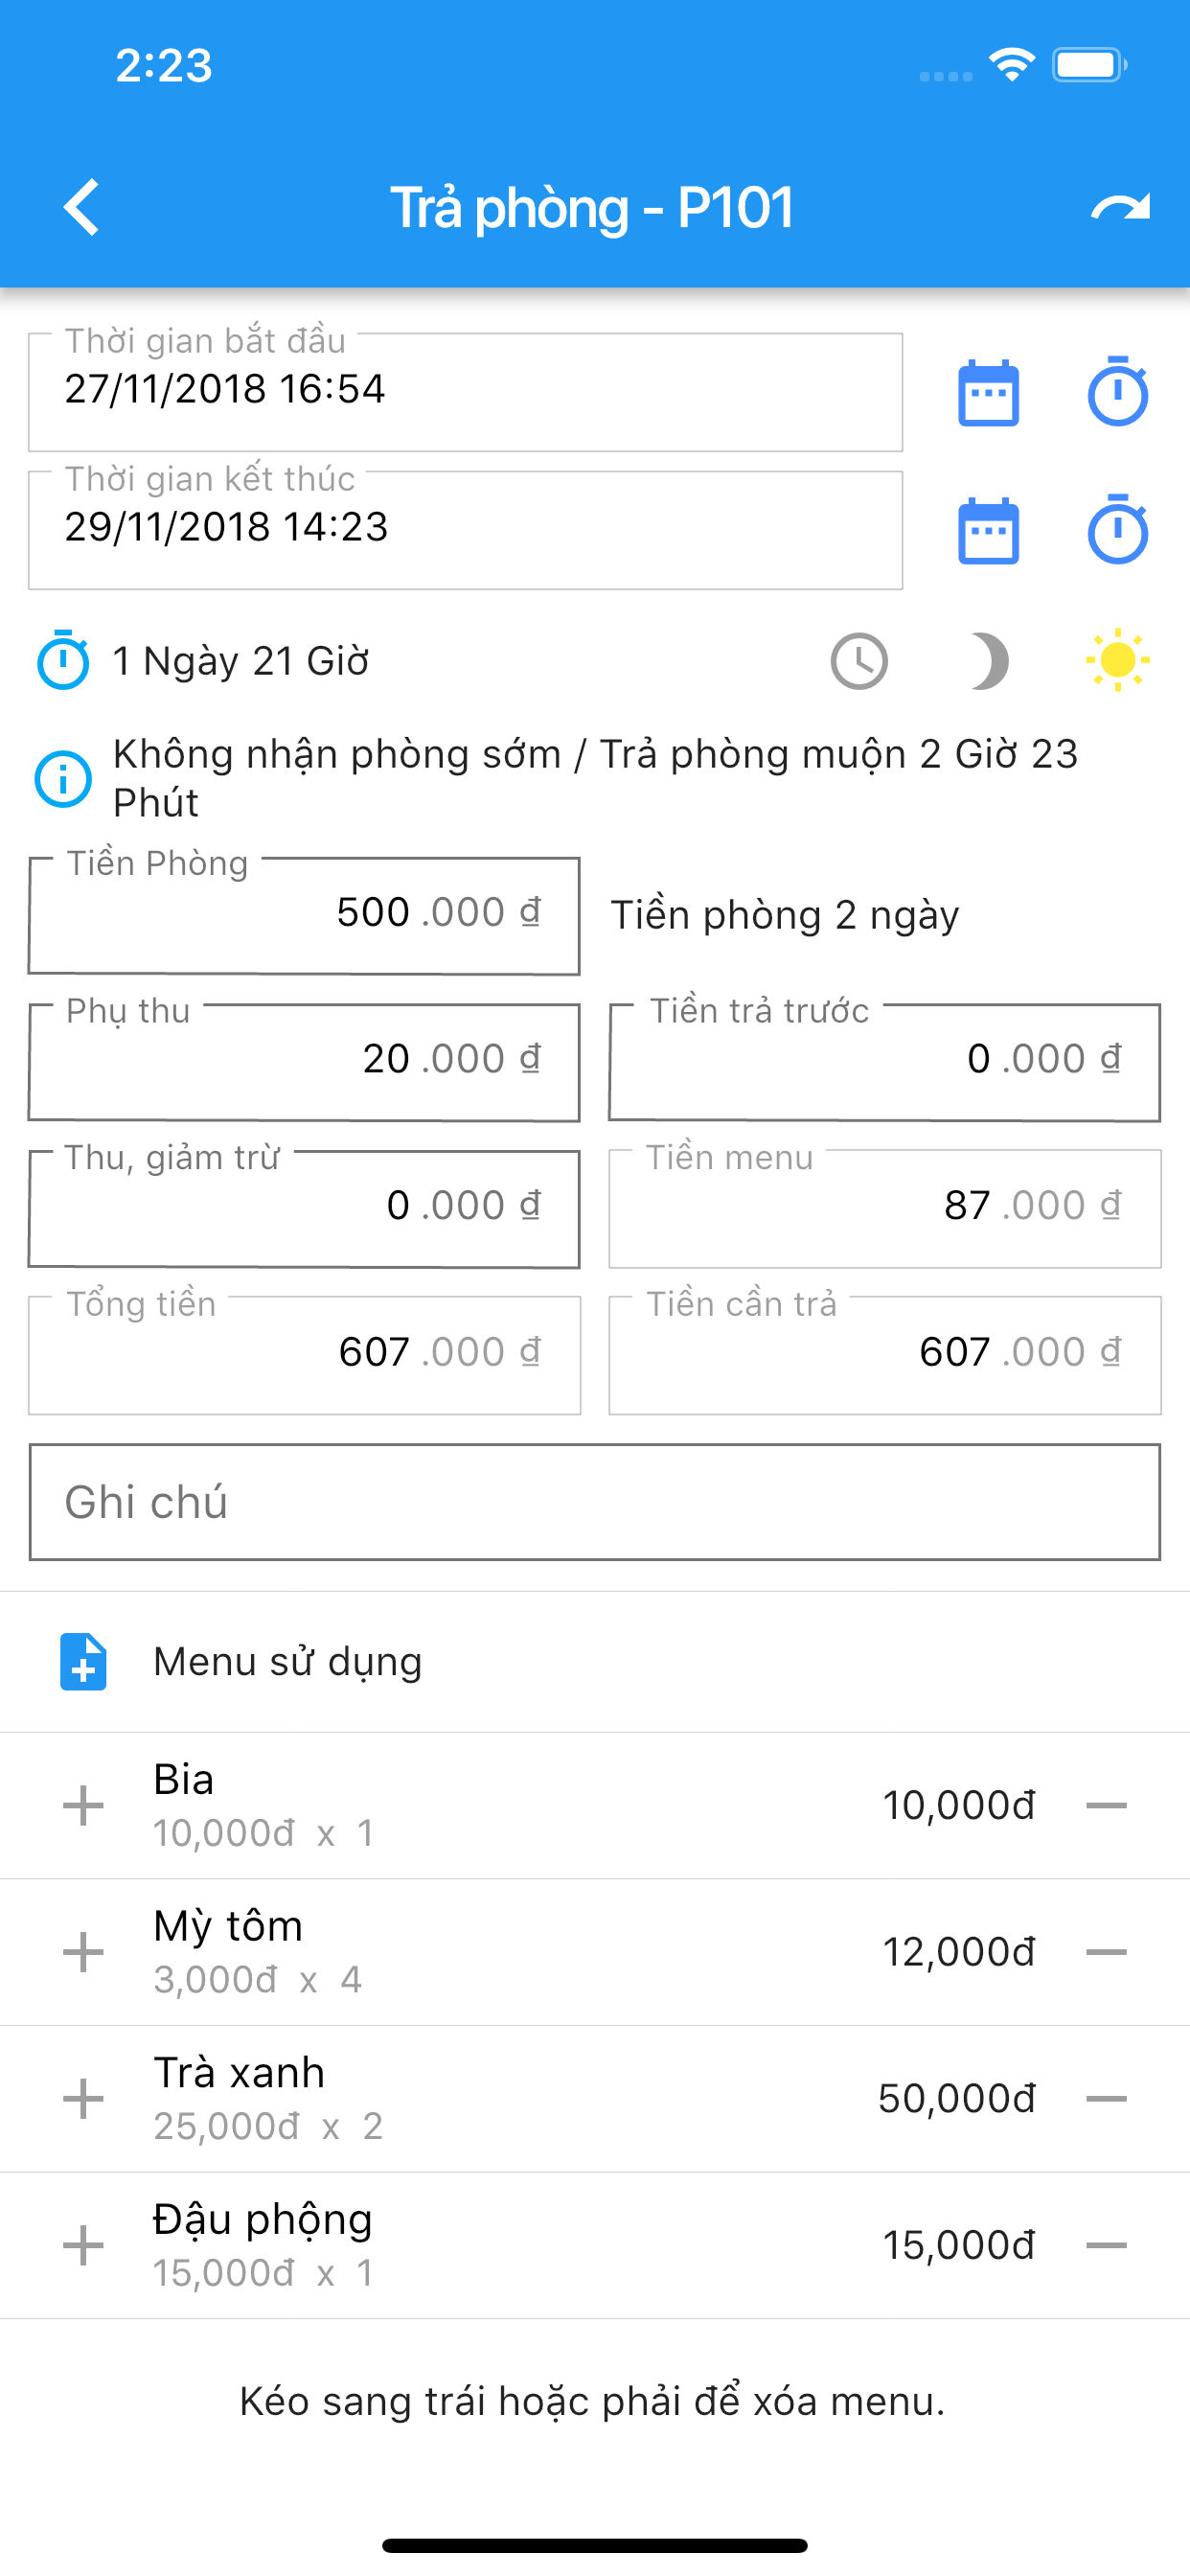 2:23
Trả phòng - P101
Thời gian bắt đầu
27/11/2018 16:54
Thời gian kết thúc
29/11/2018 14:23
1 Ngày 21 Giờ
Không nhận phòng sớm / Trả phòng muộn 2 Giờ 23
Phút
Tiền Phòng
500 .000 ₫
Tiền phòng 2 ngày
Phụ thu
20 .000 ₫
Tiền trả trước
0 .000 ₫
Thu, giảm trừ
0 .000 ₫
Tiền menu
87 .000 ₫
Tổng tiền
607 .000 ₫
Tiền cần trả
607 .000 ₫
Ghi chú
Menu sử dụng
Bia
10,000đ x 1
10,000đ
Mỳ tôm
3,000đ x 4
12,000đ
Trà xanh
25,000đ x 2
50,000đ
Đậu phộng
15,000đ x 1
15,000đ
Kéo sang trái hoặc phải để xóa menu.